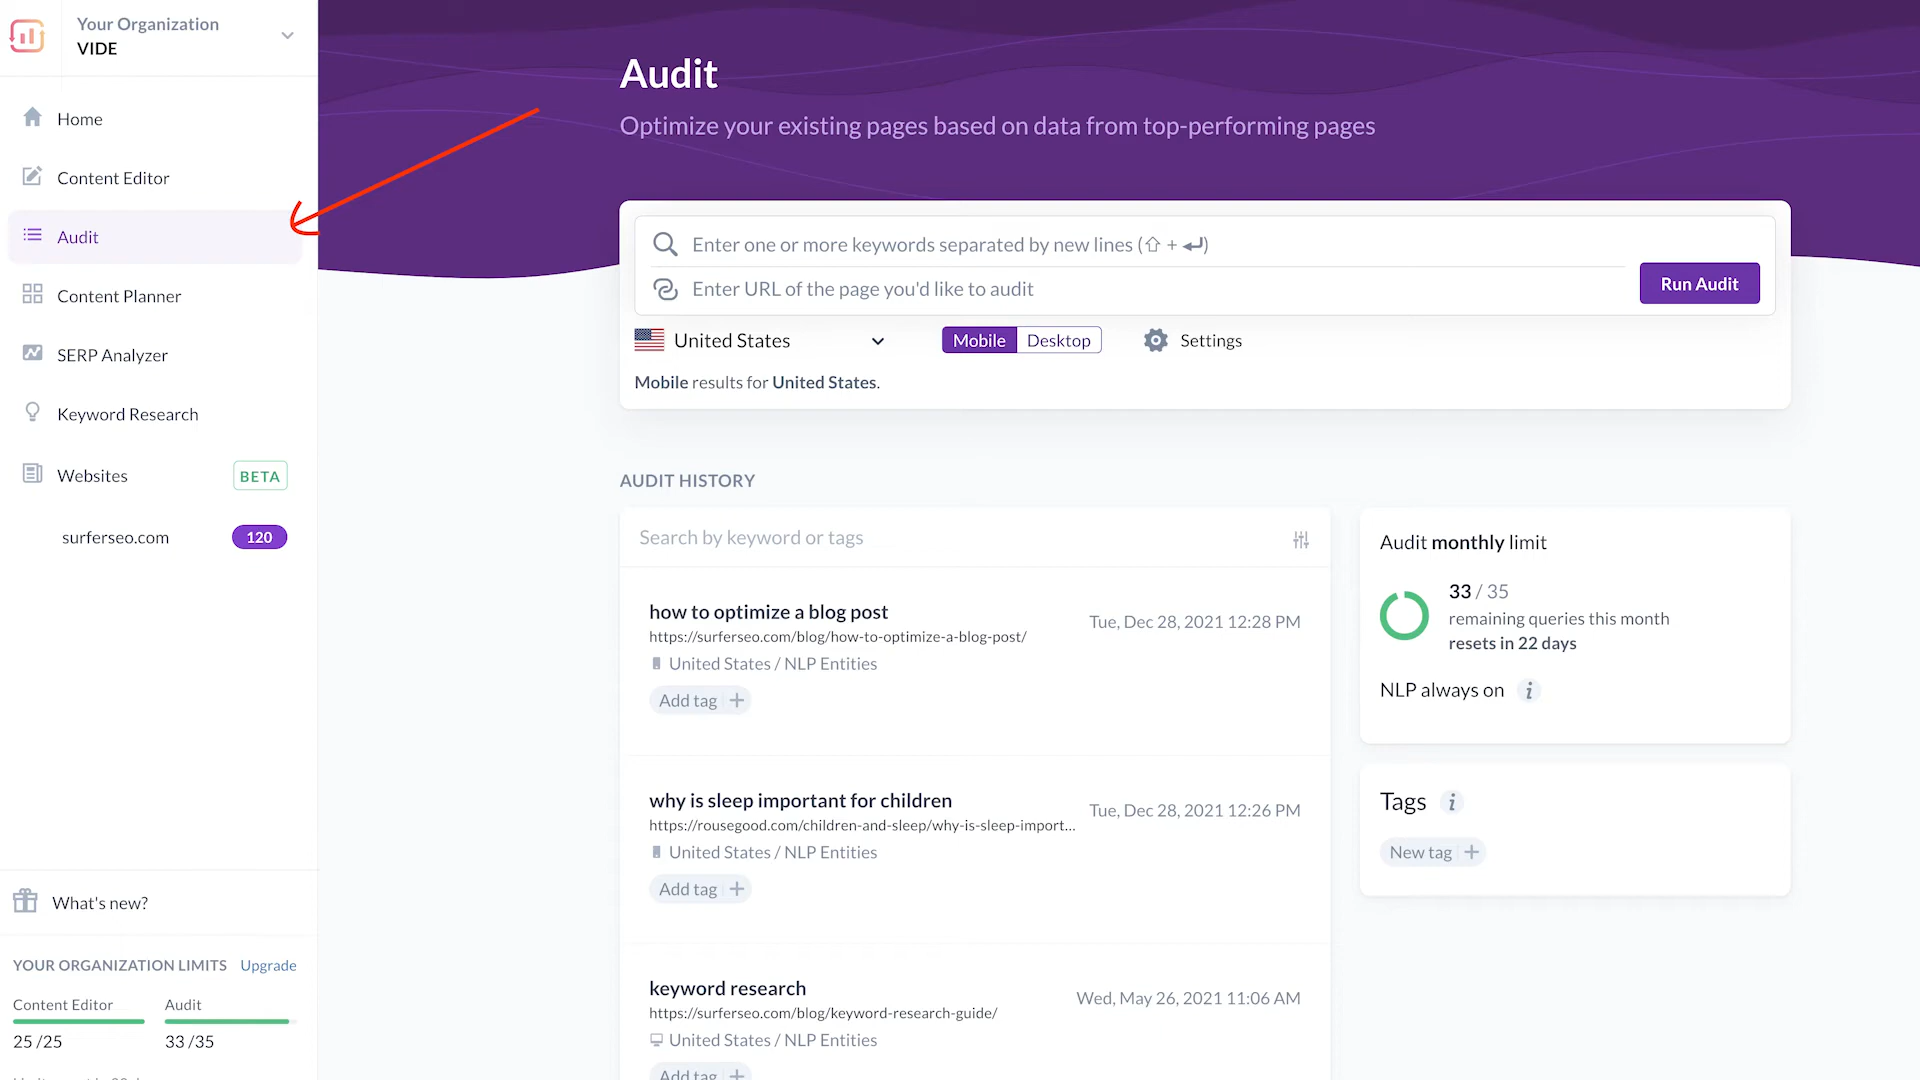 Your Organization
VIDE
Home
Content Editor
Audit
Content Planner
SERP Analyzer
Keyword Research
Websites
BETA
surferseo.com
120
What's new?
YOUR ORGANIZATION LIMITS
Upgrade
Content Editor
25 /25
Audit
33 /35
Audit
Optimize your existing pages based on data from top-performing pages
Enter one or more keywords separated by new lines (⇧ + ↵)
Enter URL of the page you'd like to audit
Run Audit
United States
Mobile
Desktop
Settings
Mobile results for United States.
AUDIT HISTORY
Search by keyword or tags
how to optimize a blog post
Tue, Dec 28, 2021 12:28 PM
https://surferseo.com/blog/how-to-optimize-a-blog-post/
United States / NLP Entities
Add tag +
why is sleep important for children
Tue, Dec 28, 2021 12:26 PM
https://rousegood.com/children-and-sleep/why-is-sleep-import...
United States / NLP Entities
Add tag +
keyword research
Wed, May 26, 2021 11:06 AM
https://surferseo.com/blog/keyword-research-guide/
United States / NLP Entities
Add tag +
Audit monthly limit
33 / 35
remaining queries this month
resets in 22 days
NLP always on
Tags
New tag +